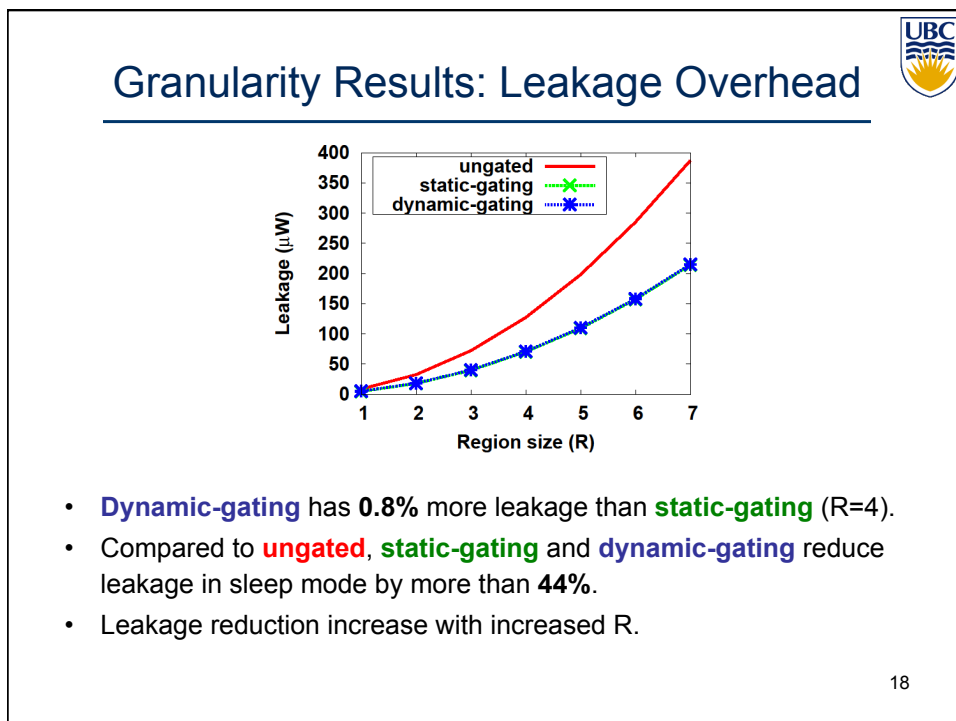 UBC
Granularity Results: Leakage Overhead
400
350
300
250
200
150
100
50
0
Leakage (μW)
ungated
static-gating
dynamic-gating
1 2 3 4 5 6 7
Region size (R)
• Dynamic-gating has 0.8% more leakage than static-gating (R=4).
• Compared to ungated, static-gating and dynamic-gating reduce
leakage in sleep mode by more than 44%.
• Leakage reduction increase with increased R.
18